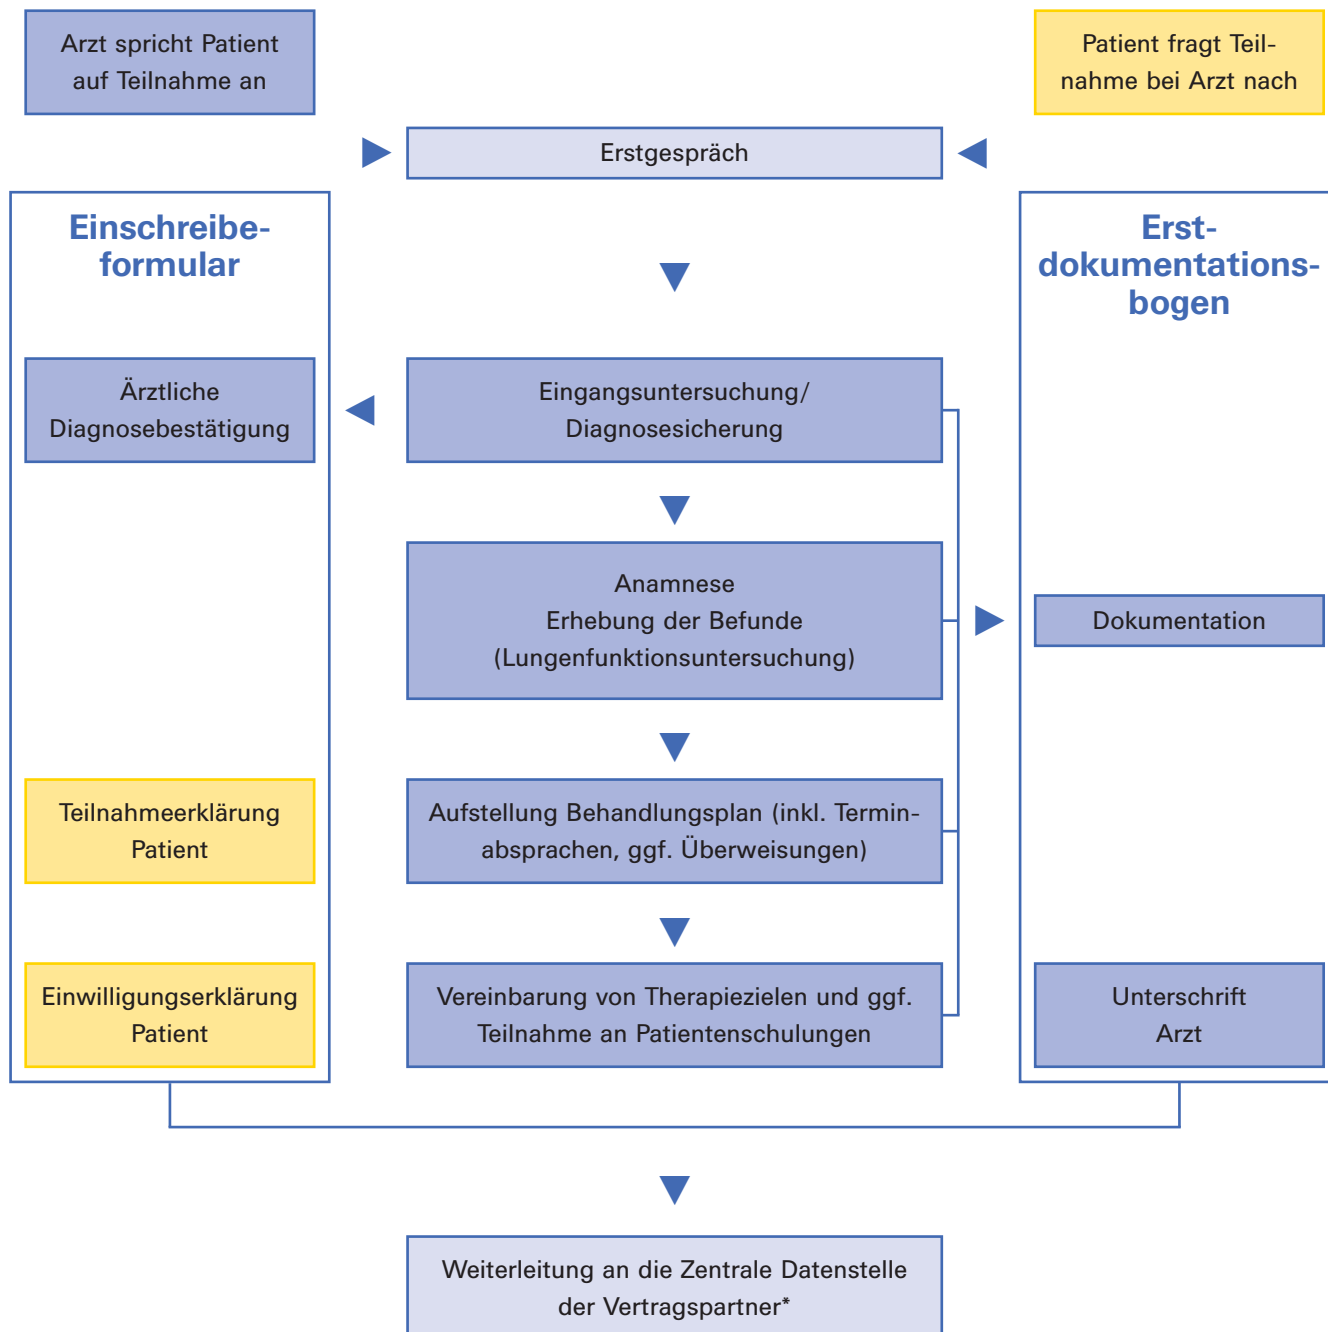 Arzt spricht Patient
auf Teilnahme an
Patient fragt Teil-
nahme bei Arzt nach
Erstgespräch
Einschreibe-
formular
Erst-
dokumentations-
bogen
Ärztliche
Diagnosebestätigung
Eingangsuntersuchung/
Diagnosesicherung
Anamnese
Erhebung der Befunde
(Lungenfunktionsuntersuchung)
Dokumentation
Teilnahmeerklärung
Patient
Aufstellung Behandlungsplan (inkl. Termin-
absprachen, ggf. Überweisungen)
Einwilligungserklärung
Patient
Vereinbarung von Therapiezielen und ggf.
Teilnahme an Patientenschulungen
Unterschrift
Arzt
Weiterleitung an die Zentrale Datenstelle
der Vertragspartner*